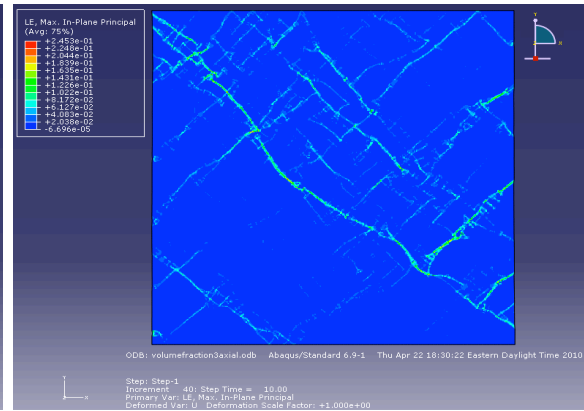 LE, Max. In-Plane Principal
(Avg: 75%)
+2.453e-01
+2.248e-01
+2.044e-01
+1.839e-01
+1.635e-01
+1.431e-01
+1.226e-01
+1.022e-01
+8.172e-02
+6.127e-02
+4.083e-02
+2.038e-02
-6.696e-05
Y
X
ODB: volumefraction3axial.odb Abaqus/Standard 6.9-1 Thu Apr 22 18:30:22 Eastern Daylight Time 2010
Y
X
Step: Step-1
Increment 40: Step Time = 10.00
Primary Var: LE, Max. In-Plane Principal
Deformed Var: U Deformation Scale Factor: +1.000e+00